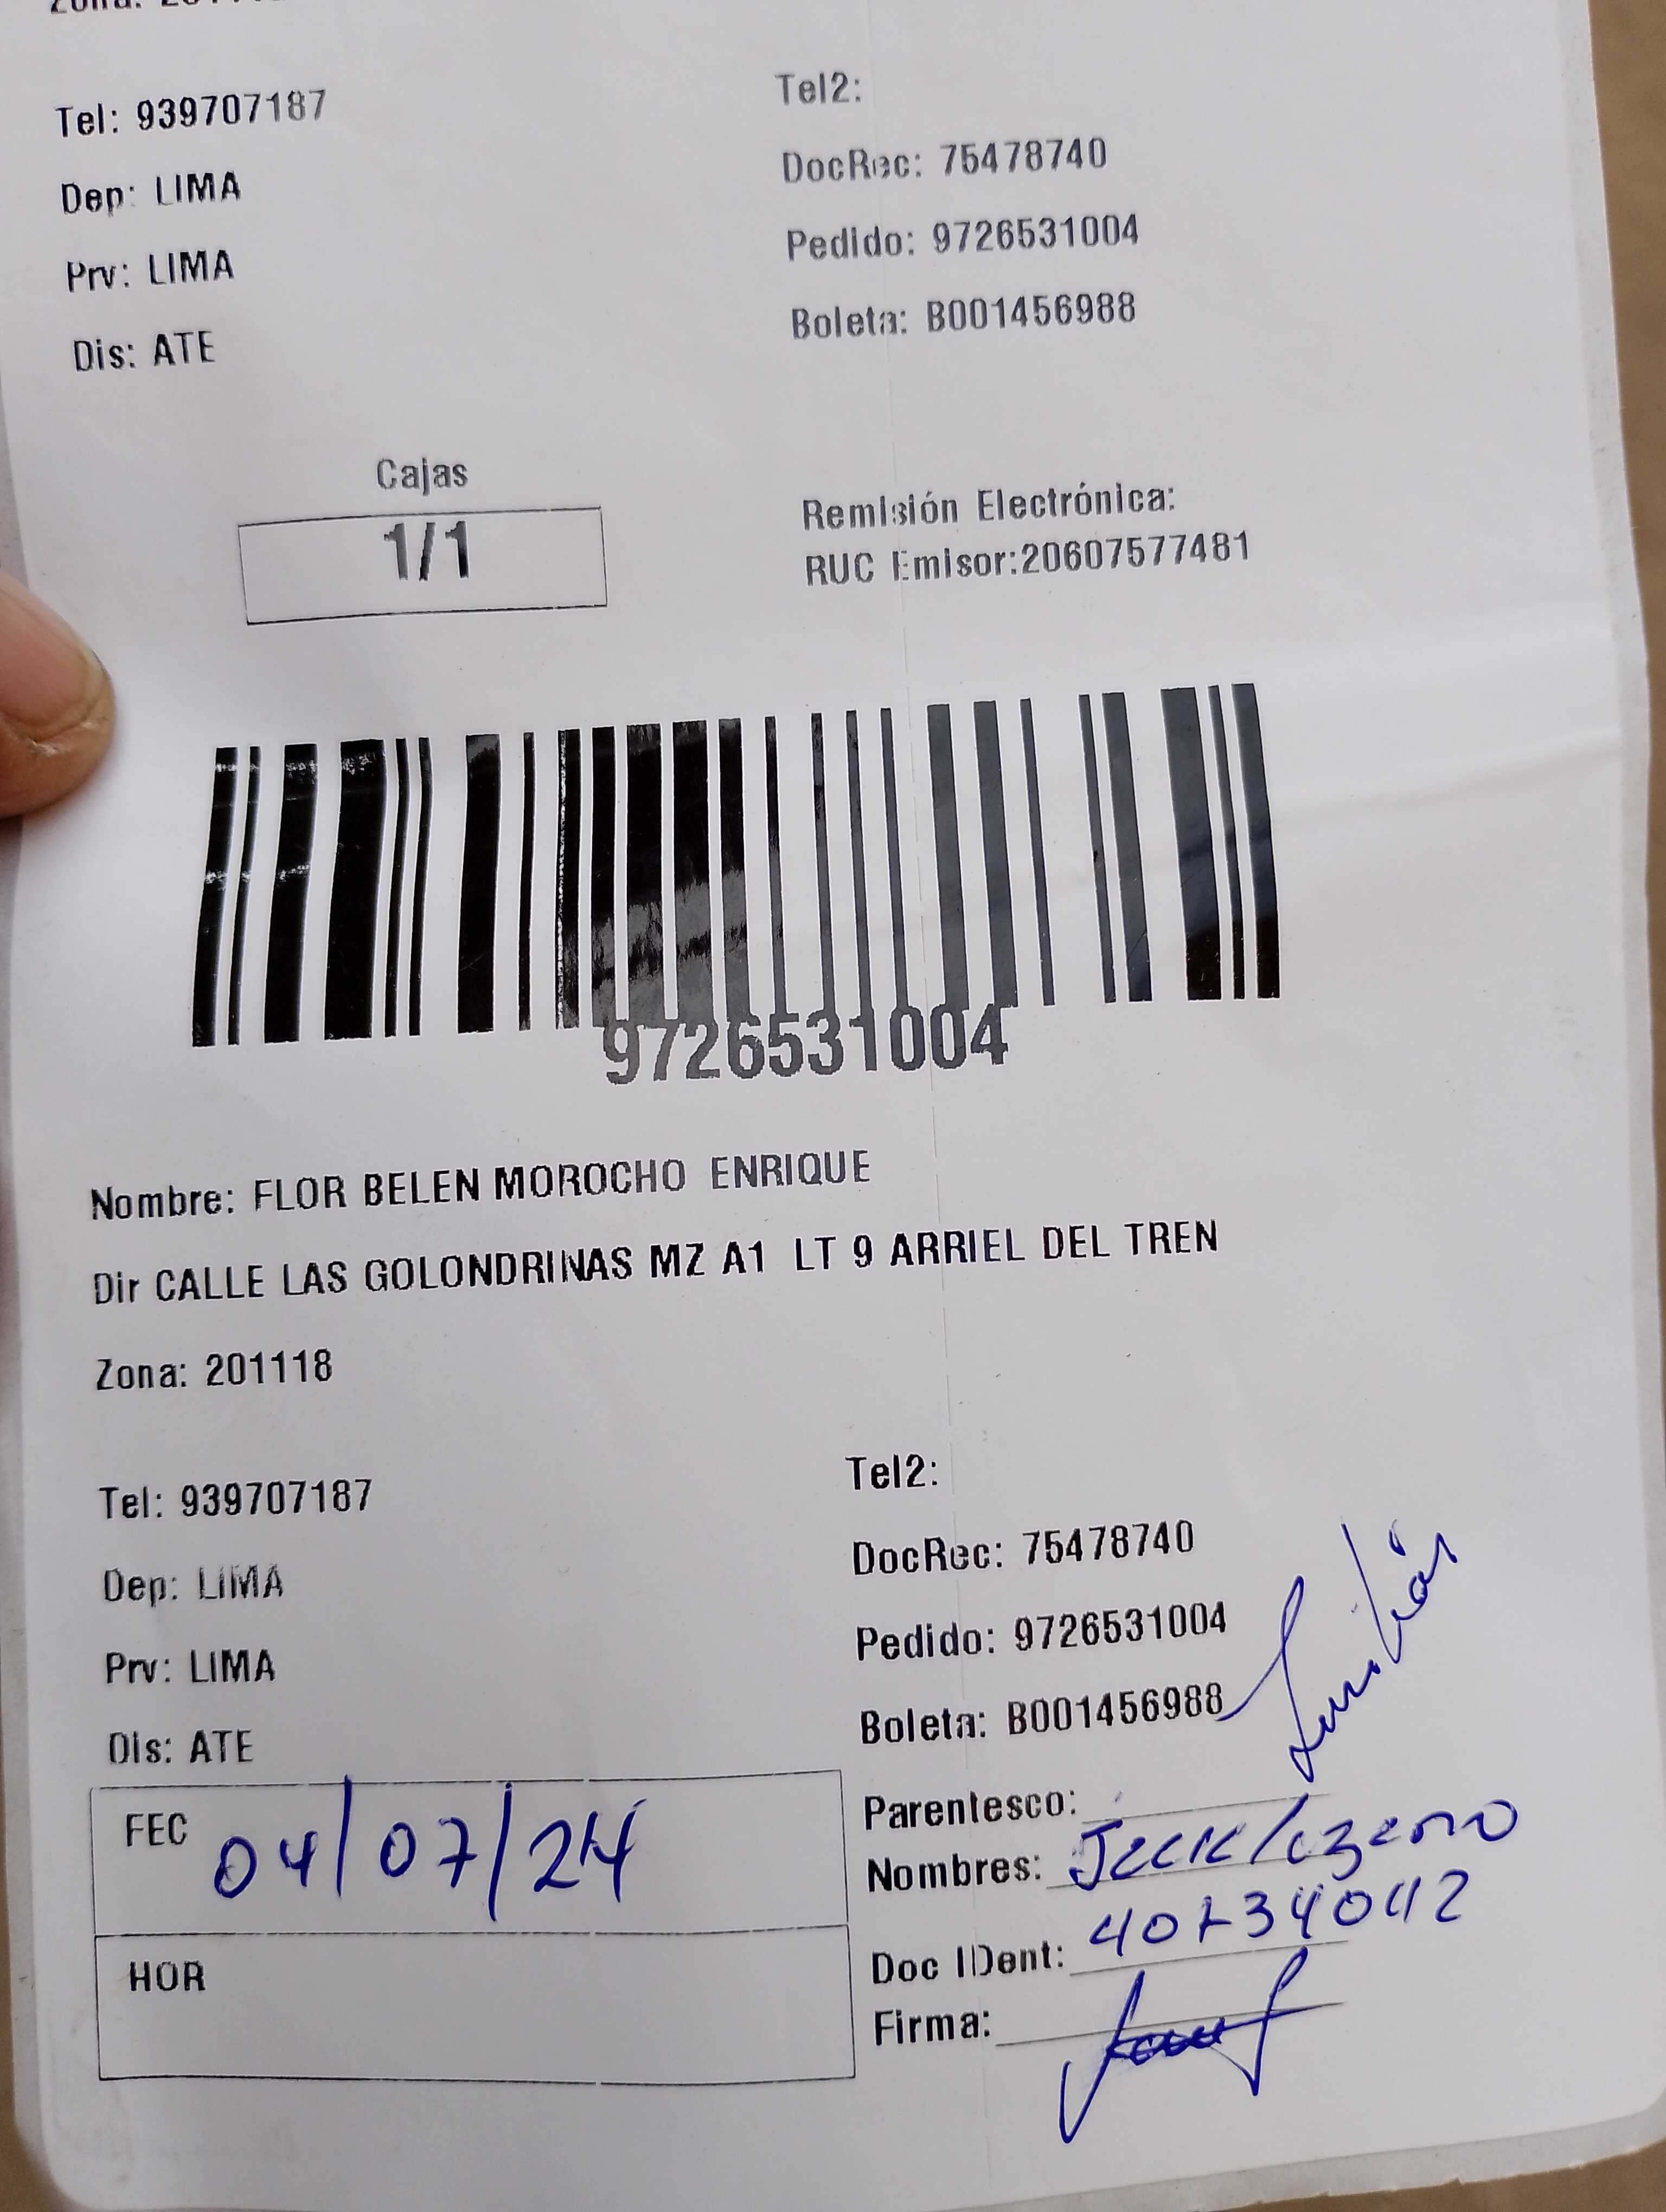 Tel: 939707187
Tel2:
Dep: LIMA
DocRec: 75478740
Prv: LIMA
Pedido: 9726531004
Dis: ATE
Boleta: B001456988
Cajas
1/1
Remisión Electrónica:
RUC Emisor:20607577481
9726531004
Nombre: FLOR BELEN MOROCHO ENRIQUE
Dir CALLE LAS GOLONDRINAS MZ A1 LT 9 ARRIEL DEL TREN
Zona: 201118
Tel: 939707187
Tel2:
Dep: LIMA
DocRec: 75478740
Prv: LIMA
Pedido: 9726531004
Dis: ATE
Boleta: B001456988
FEC 04/07/24
Parentesco:
Nombres:
HOR
Doc IDent:
Firma: